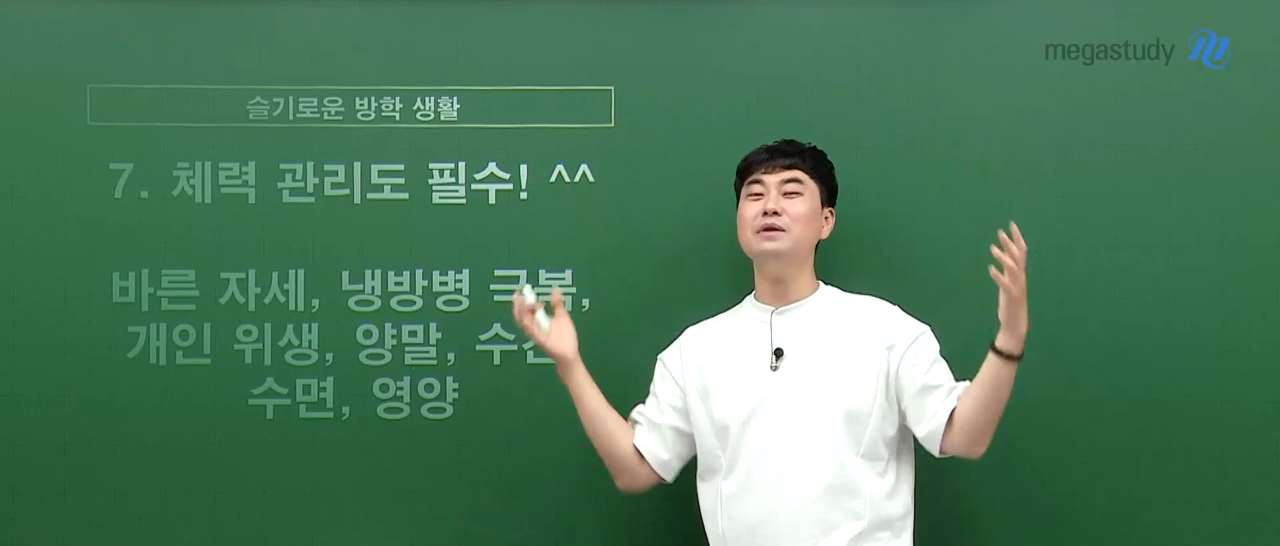 megastudy
슬기로운 방학 생활
7. 체력 관리도 필수! ^^
바른 자세, 냉방병 극복,
개인 위생, 양말,
수면, 영양